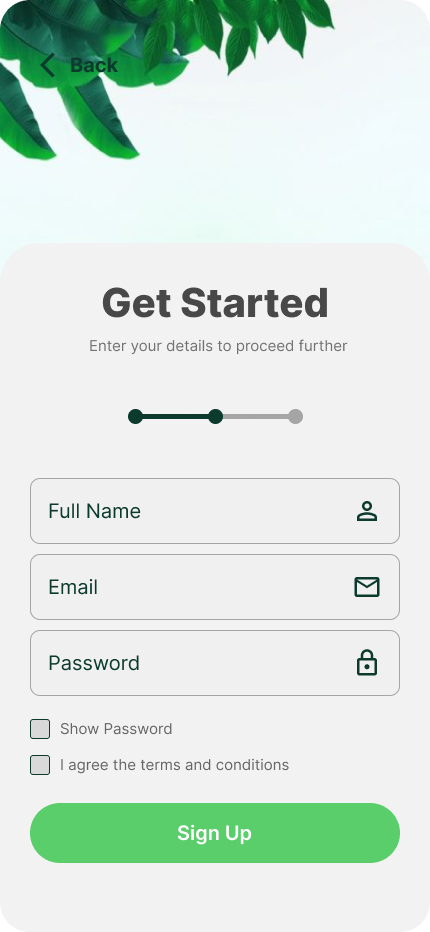 Back
Get Started
Enter your details to proceed further
Full Name
Email
Password
Show Password
I agree the terms and conditions
Sign Up